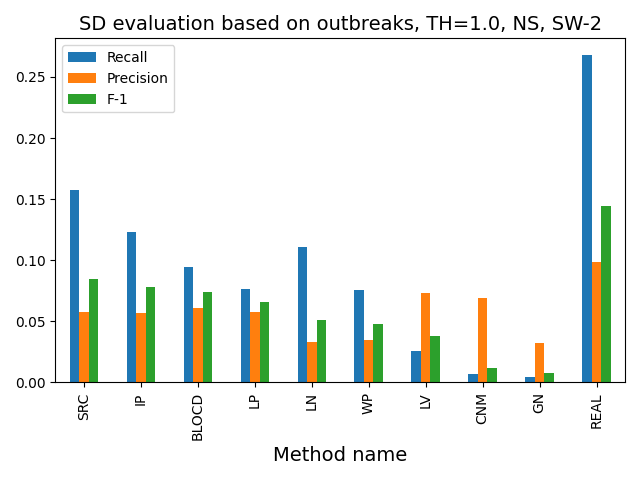 SD evaluation based on outbreaks, TH=1.0, NS, SW-2
Recall
Precision
F-1
0.25
0.20
0.15
0.10
0.05
0.00
SRC
IP
BLOCD
LP
LN
WP
LV
CNM
GN
REAL
Method name